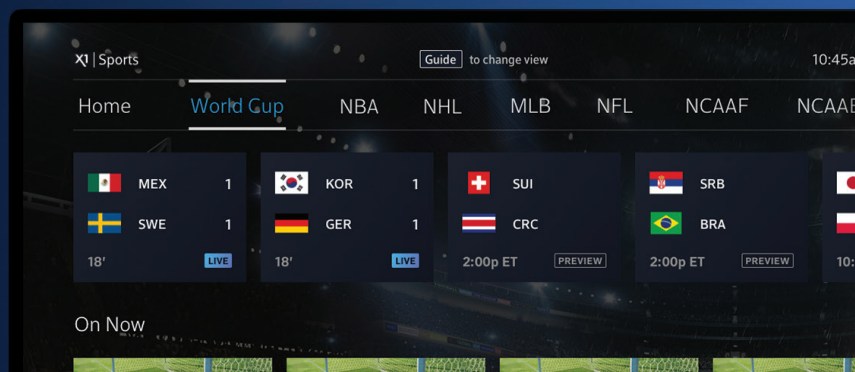 X1 | Sports
Guide to change view
10:45a
Home World Cup NBA NHL MLB NFL NCAAF NCAAB
MEX 1
SWE 1
18' LIVE
KOR 1
GER 1
18' LIVE
SUI
CRC
2:00p ET PREVIEW
SRB
BRA
2:00p ET PREVIEW
10:
On Now